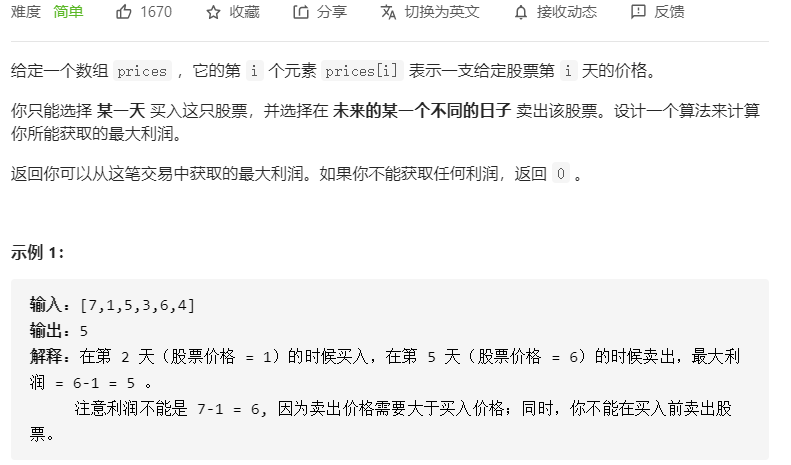 难度 简单 1670 收藏 分享 切换为英文 接收动态 反馈
给定一个数组 prices ，它的第 i 个元素 prices[i] 表示一支给定股票第 i 天的价格。
你只能选择 某一天 买入这只股票，并选择在 未来的某一个不同的日子 卖出该股票。设计一个算法来计算
你所能获取的最大利润。
返回你可以从这笔交易中获取的最大利润。如果你不能获取任何利润，返回 0 。
示例 1：
输入：[7,1,5,3,6,4]
输出：5
解释：在第 2 天（股票价格 = 1）的时候买入，在第 5 天（股票价格 = 6）的时候卖出，最大利
润 = 6-1 = 5 。
注意利润不能是 7-1 = 6, 因为卖出价格需要大于买入价格；同时，你不能在买入前卖出股
票。